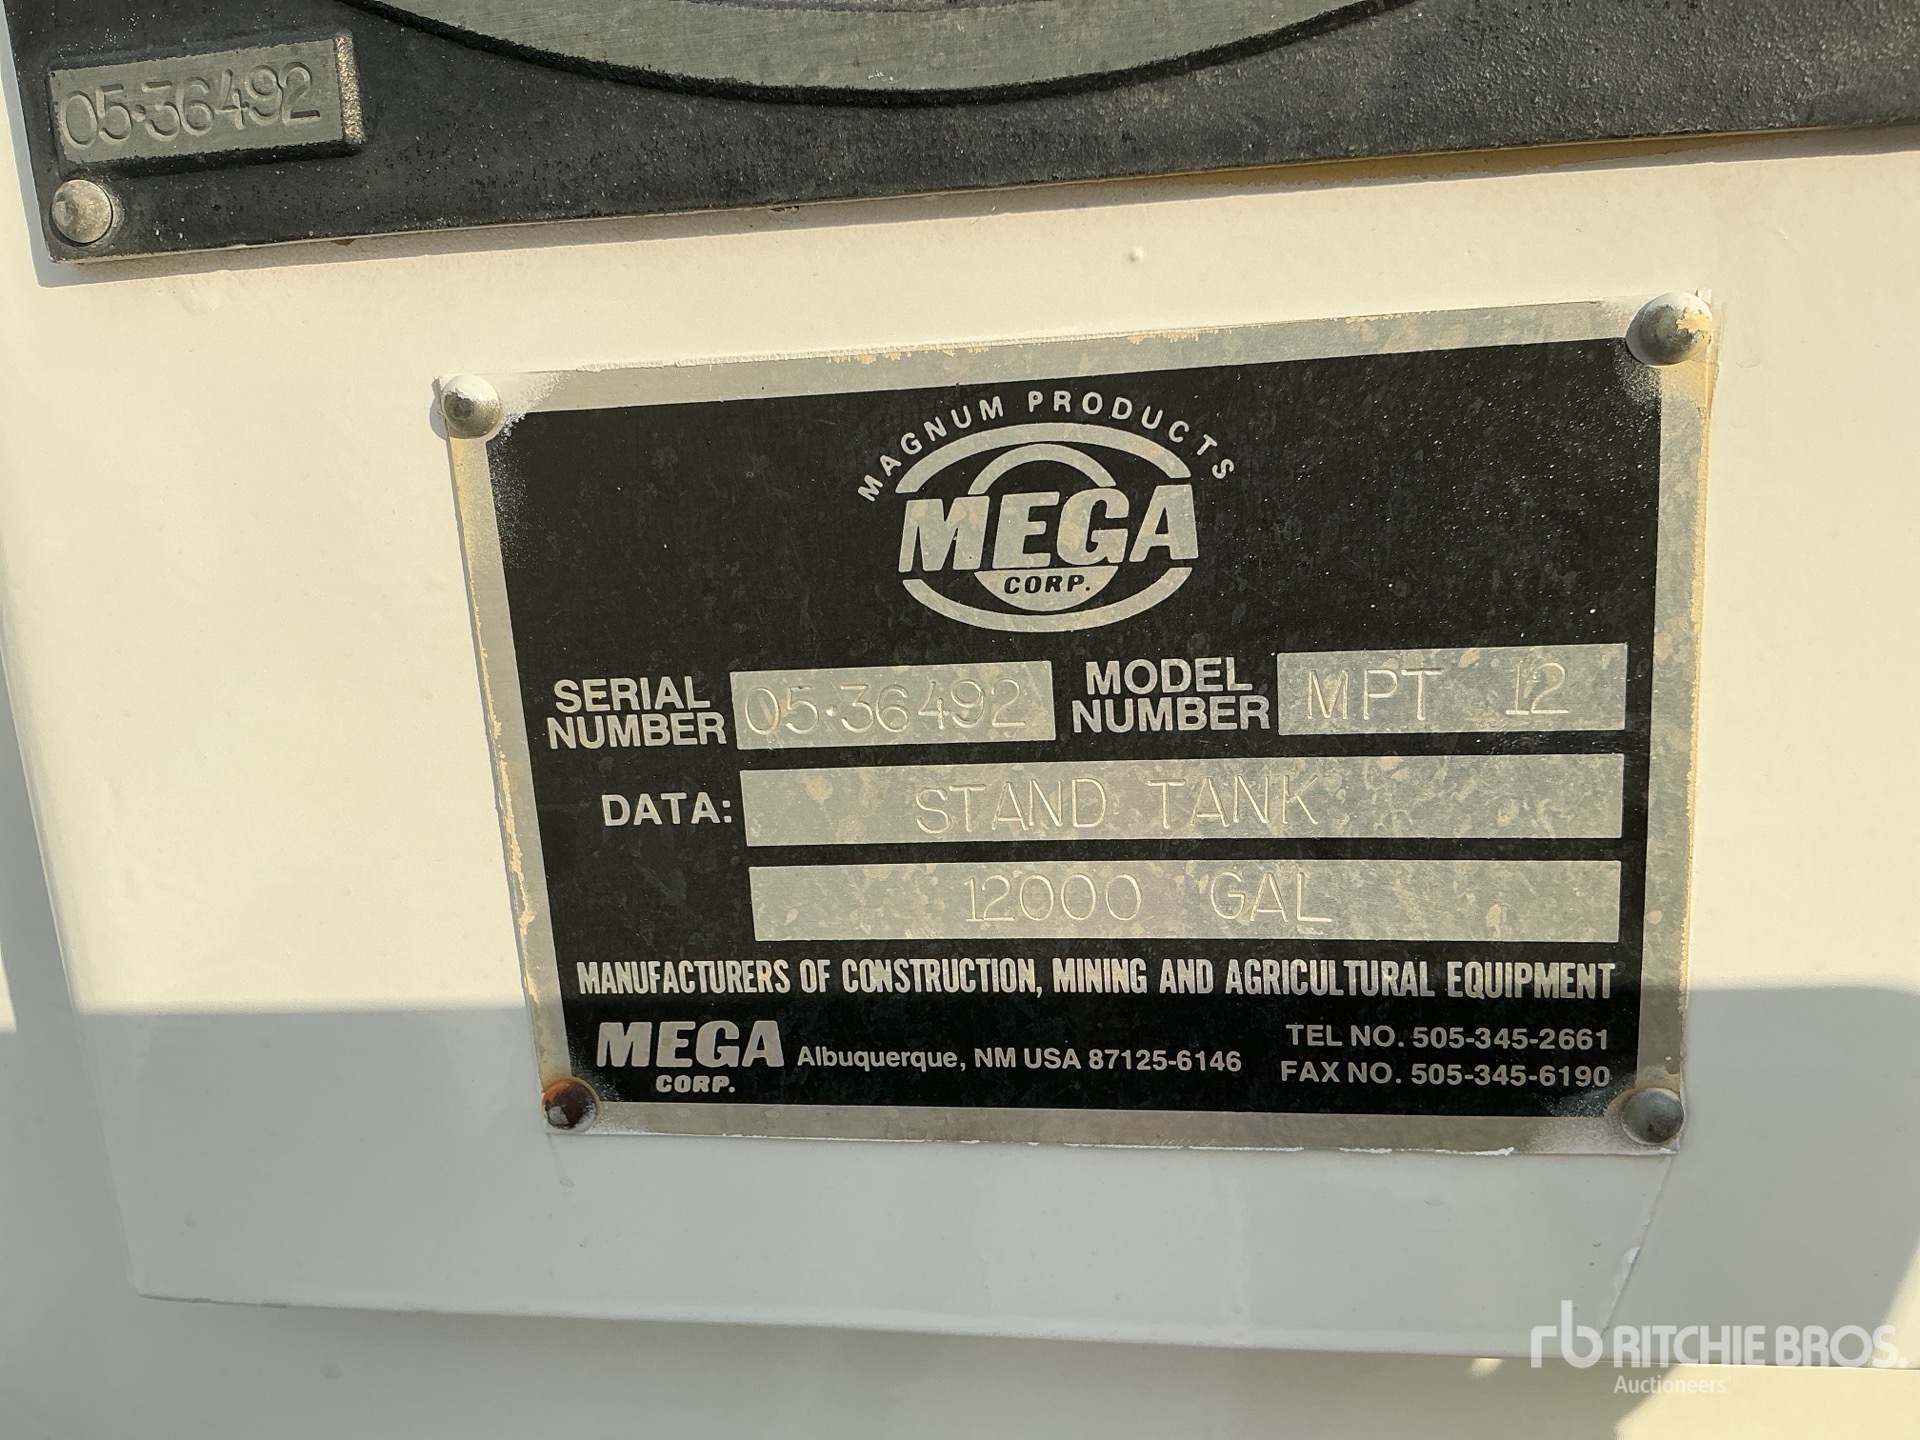 05·36492
MAGNUM PRODUCTS
MEGA
CORP.
SERIAL NUMBER 05·36492 MODEL NUMBER MPT 12
DATA: STAND TANK
12000 GAL
MANUFACTURERS OF CONSTRUCTION, MINING AND AGRICULTURAL EQUIPMENT
MEGA CORP. Albuquerque, NM USA 87125-6146
TEL NO. 505-345-2661
FAX NO. 505-345-6190
rb RITCHIE BROS.
Auctioneers